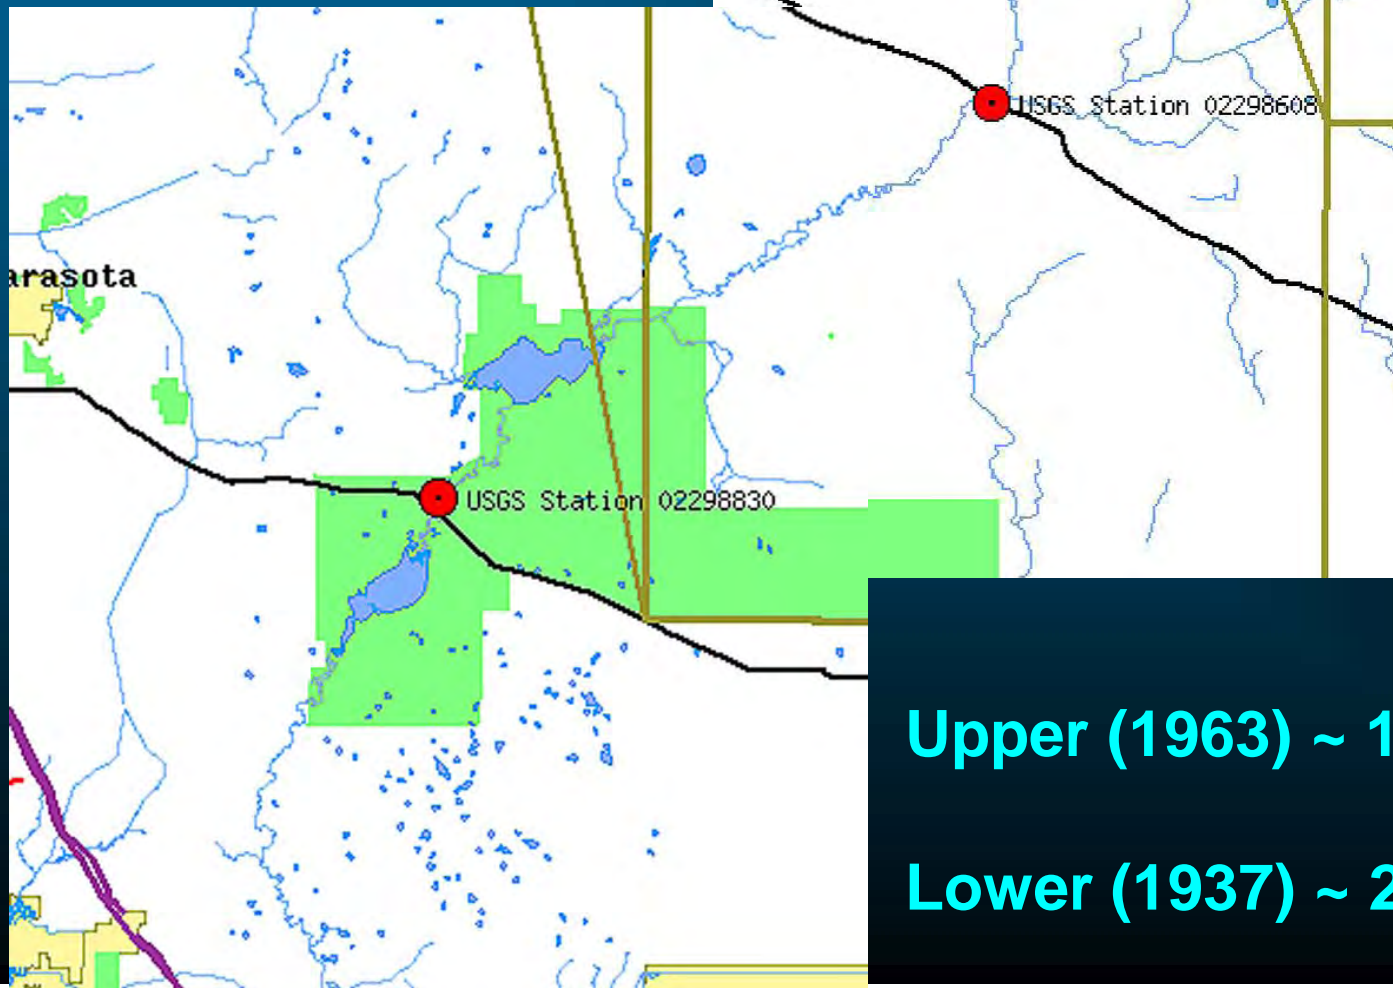 USGS Station 02298608
arasota
USGS Station 02298830
Upper (1963) ~ 1
Lower (1937) ~ 2